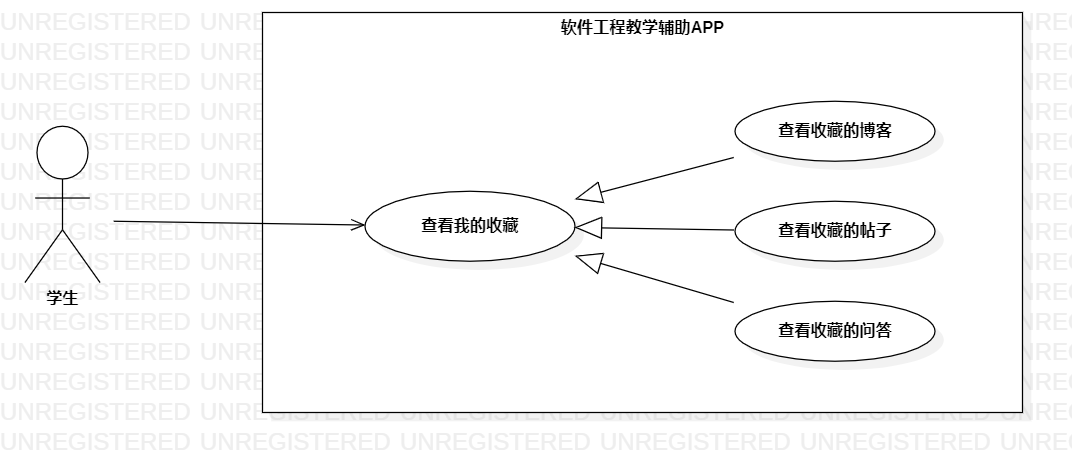 软件工程教学辅助APP
查看收藏的博客
查看我的收藏
查看收藏的帖子
学生
查看收藏的问答
UNREGISTERED UNREGISTERED UNREGISTERED UNREGISTERED UNREGISTERED